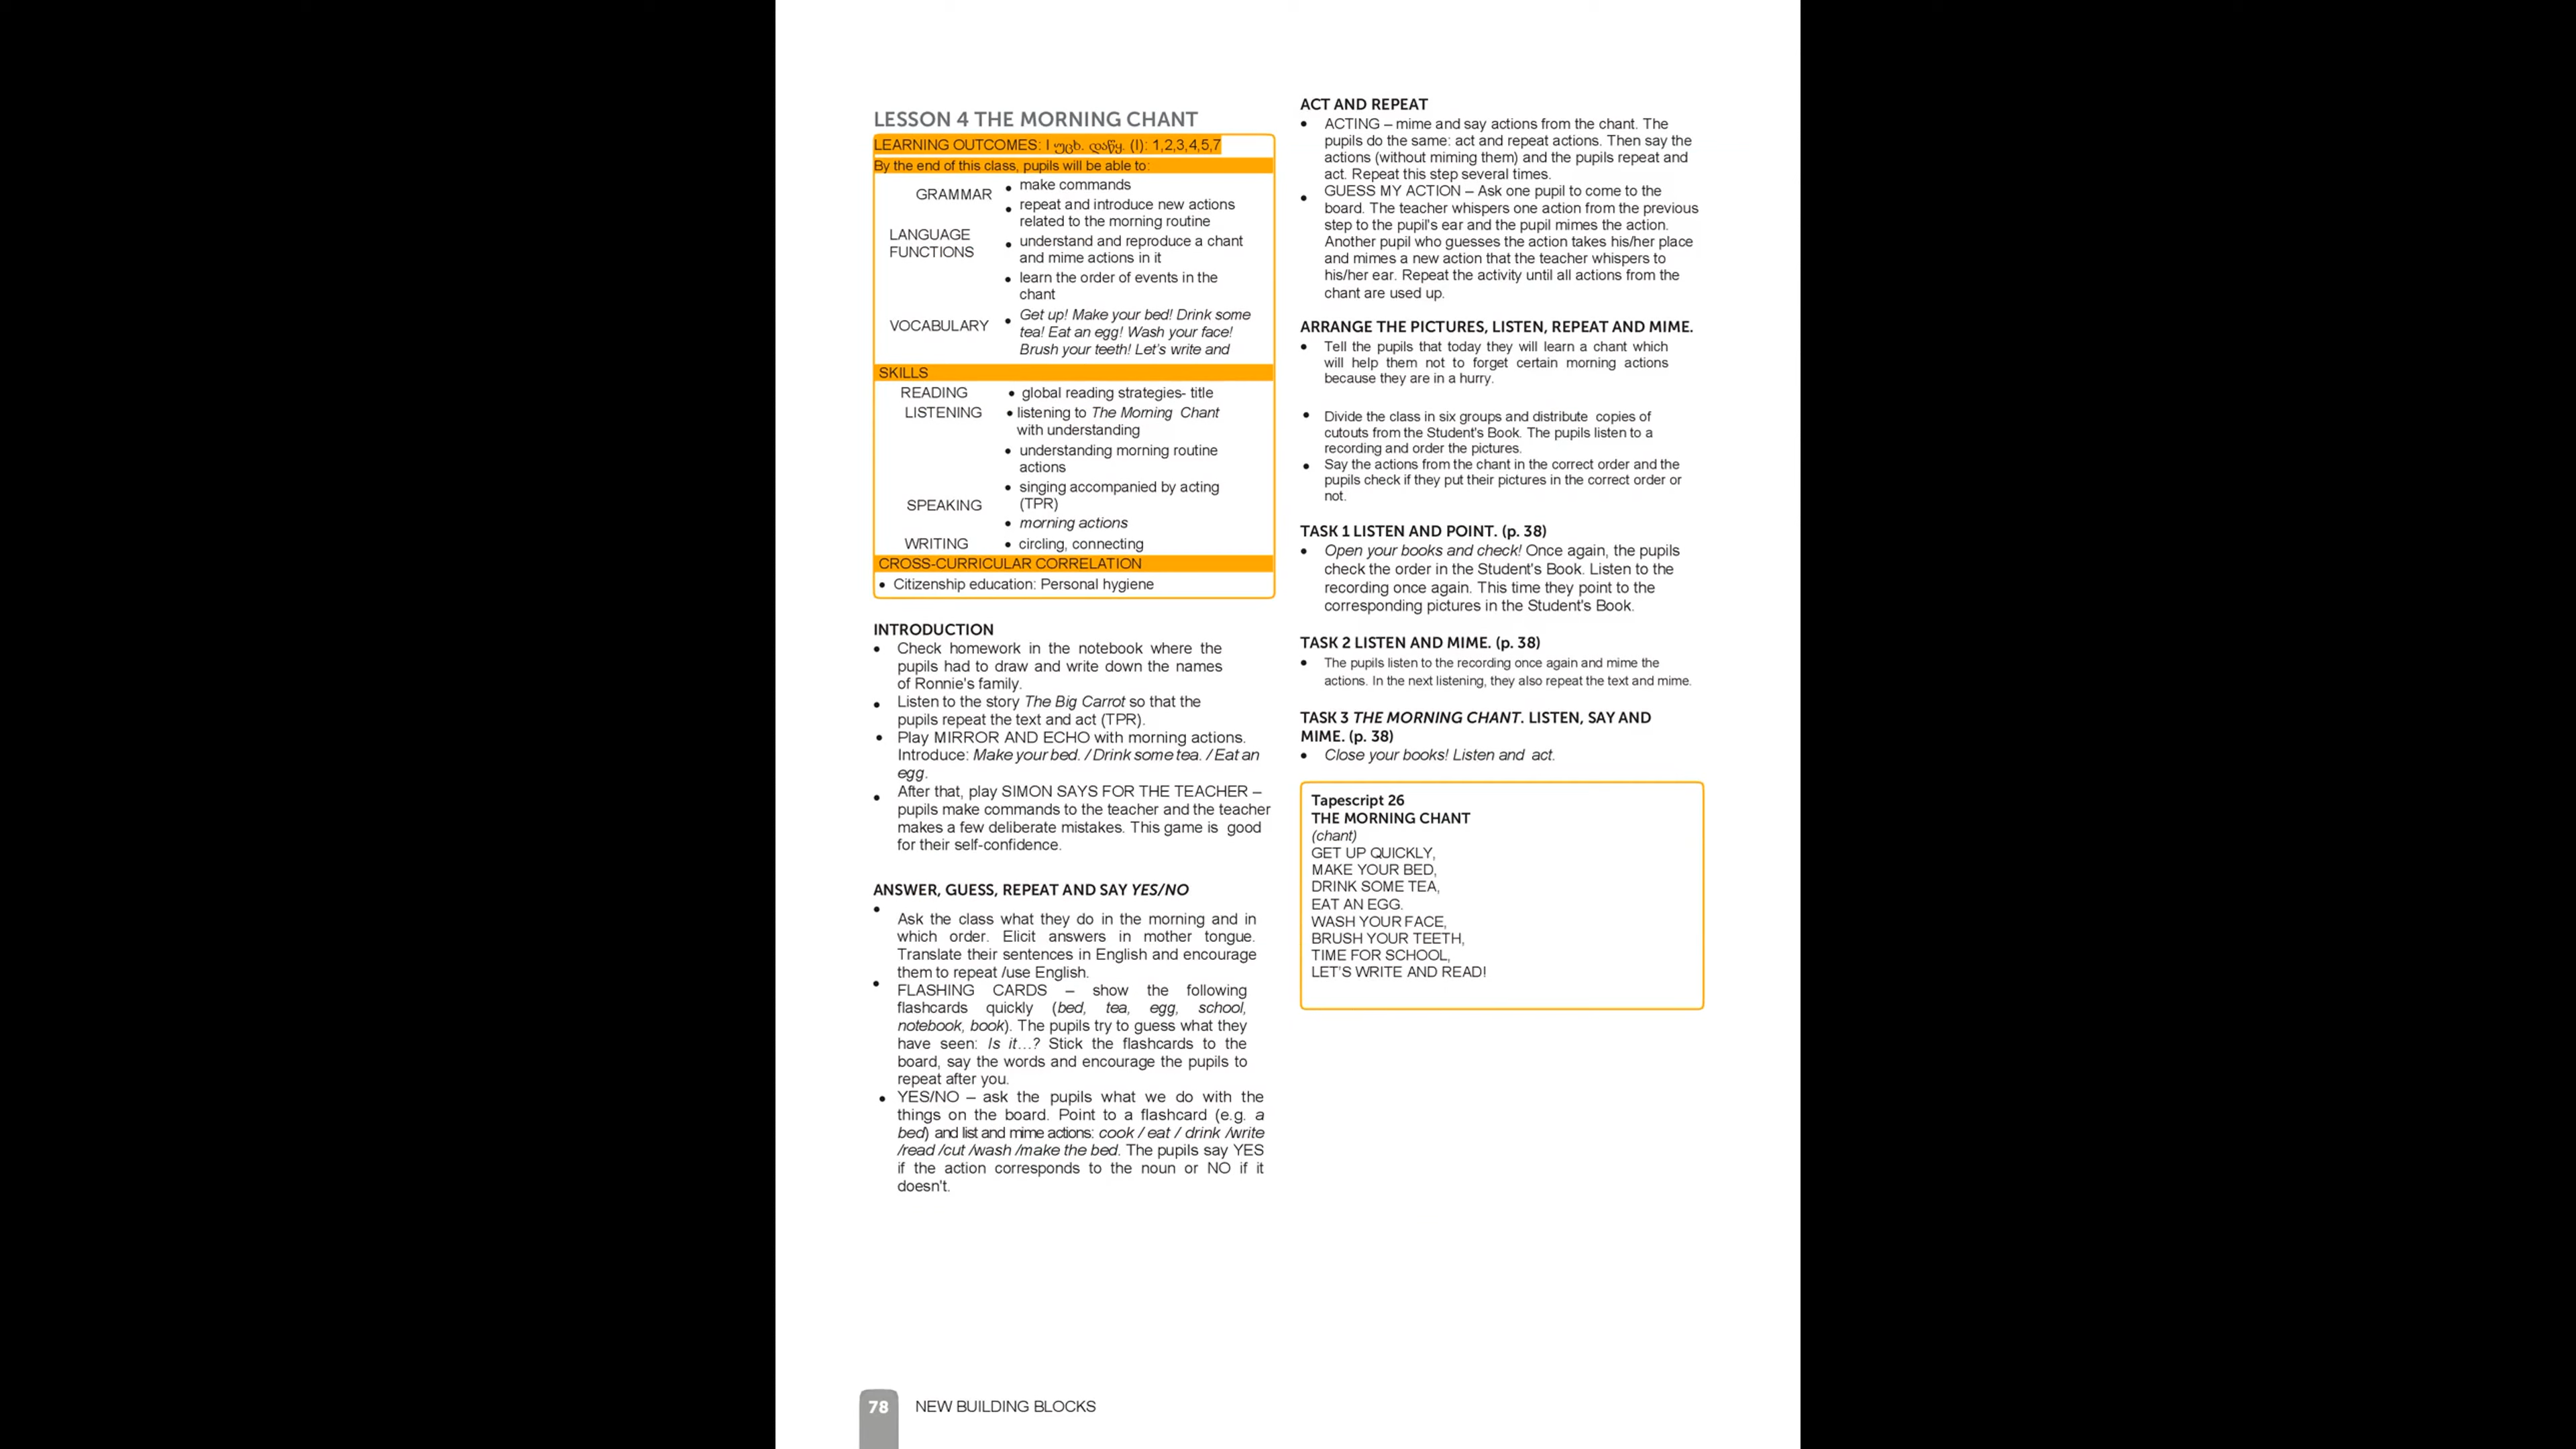 LESSON 4 THE MORNING CHANT
LEARNING OUTCOMES: I უცხ. დაწყ. (I): 1,2,3,4,5,7
By the end of this class, pupils will be able to:
GRAMMAR
• make commands
LANGUAGE
FUNCTIONS
• repeat and introduce new actions
related to the morning routine
• understand and reproduce a chant
and mime actions in it
• learn the order of events in the
chant
VOCABULARY
• Get up! Make your bed! Drink some
tea! Eat an egg! Wash your face!
Brush your teeth! Let's write and
SKILLS
READING
• global reading strategies- title
LISTENING
• listening to The Morning Chant
with understanding
• understanding morning routine
actions
SPEAKING
• singing accompanied by acting
(TPR)
• morning actions
WRITING
• circling, connecting
CROSS-CURRICULAR CORRELATION
• Citizenship education: Personal hygiene
INTRODUCTION
• Check homework in the notebook where the
pupils had to draw and write down the names
of Ronnie's family.
• Listen to the story The Big Carrot so that the
pupils repeat the text and act (TPR).
• Play MIRROR AND ECHO with morning actions.
Introduce: Make your bed. / Drink some tea. / Eat an
egg.
• After that, play SIMON SAYS FOR THE TEACHER –
pupils make commands to the teacher and the teacher
makes a few deliberate mistakes. This game is good
for their self-confidence.
ANSWER, GUESS, REPEAT AND SAY YES/NO
• Ask the class what they do in the morning and in
which order. Elicit answers in mother tongue.
Translate their sentences in English and encourage
them to repeat /use English.
• FLASHING CARDS – show the following
flashcards quickly (bed, tea, egg, school,
notebook, book). The pupils try to guess what they
have seen: Is it…? Stick the flashcards to the
board, say the words and encourage the pupils to
repeat after you.
• YES/NO – ask the pupils what we do with the
things on the board. Point to a flashcard (e.g. a
bed) and list and mime actions: cook / eat / drink /write
/read /cut /wash /make the bed. The pupils say YES
if the action corresponds to the noun or NO if it
doesn't.
ACT AND REPEAT
• ACTING – mime and say actions from the chant. The
pupils do the same: act and repeat actions. Then say the
actions (without miming them) and the pupils repeat and
act. Repeat this step several times.
• GUESS MY ACTION – Ask one pupil to come to the
board. The teacher whispers one action from the previous
step to the pupil's ear and the pupil mimes the action.
Another pupil who guesses the action takes his/her place
and mimes a new action that the teacher whispers to
his/her ear. Repeat the activity until all actions from the
chant are used up.
ARRANGE THE PICTURES, LISTEN, REPEAT AND MIME.
• Tell the pupils that today they will learn a chant which
will help them not to forget certain morning actions
because they are in a hurry.
• Divide the class in six groups and distribute copies of
cutouts from the Student's Book. The pupils listen to a
recording and order the pictures.
• Say the actions from the chant in the correct order and the
pupils check if they put their pictures in the correct order or
not.
TASK 1 LISTEN AND POINT. (p. 38)
• Open your books and check! Once again, the pupils
check the order in the Student's Book. Listen to the
recording once again. This time they point to the
corresponding pictures in the Student's Book.
TASK 2 LISTEN AND MIME. (p. 38)
• The pupils listen to the recording once again and mime the
actions. In the next listening, they also repeat the text and mime.
TASK 3 THE MORNING CHANT. LISTEN, SAY AND
MIME. (p. 38)
• Close your books! Listen and act.
Tapescript 26
THE MORNING CHANT
(chant)
GET UP QUICKLY,
MAKE YOUR BED,
DRINK SOME TEA,
EAT AN EGG.
WASH YOUR FACE,
BRUSH YOUR TEETH,
TIME FOR SCHOOL,
LET'S WRITE AND READ!
78 NEW BUILDING BLOCKS